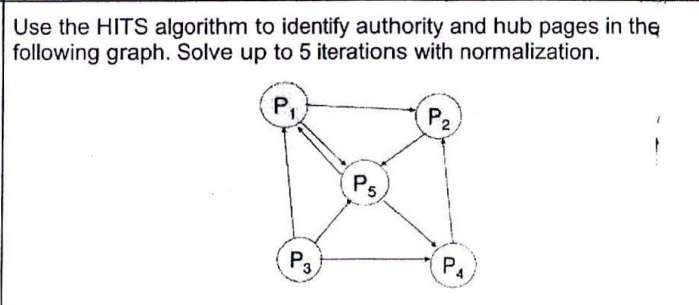 Use the HITS algorithm to identify authority and hub pages in the
following graph. Solve up to 5 iterations with normalization.
P₁
P₂
P₅
P₃
P₄